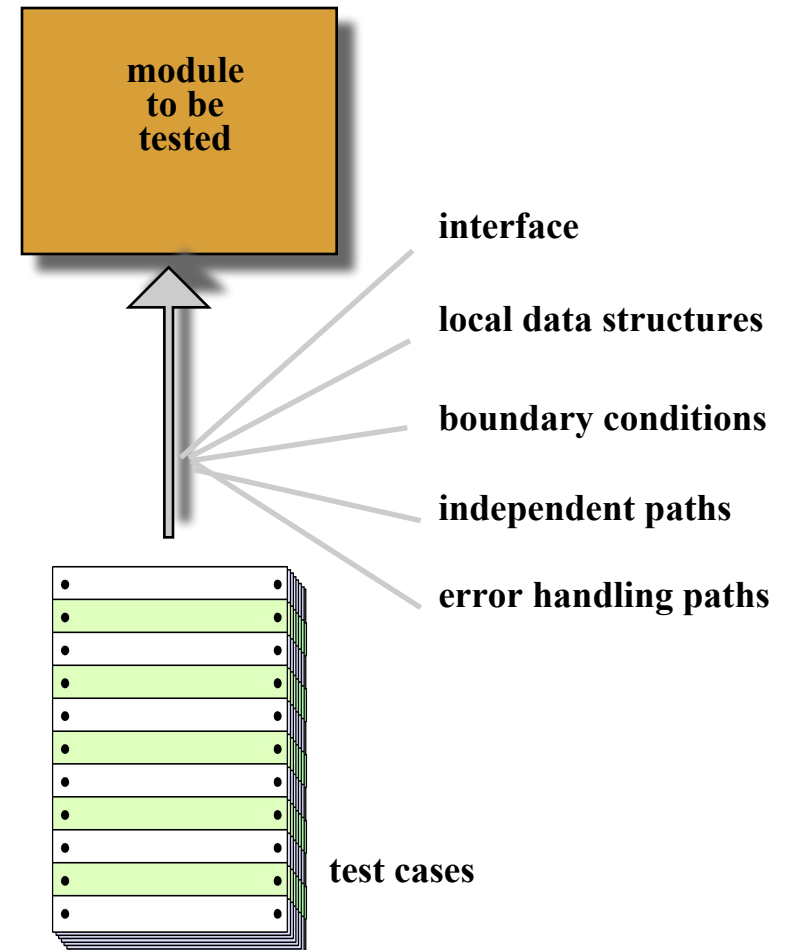 module
to be
tested
interface
local data structures
boundary conditions
independent paths
error handling paths
test cases